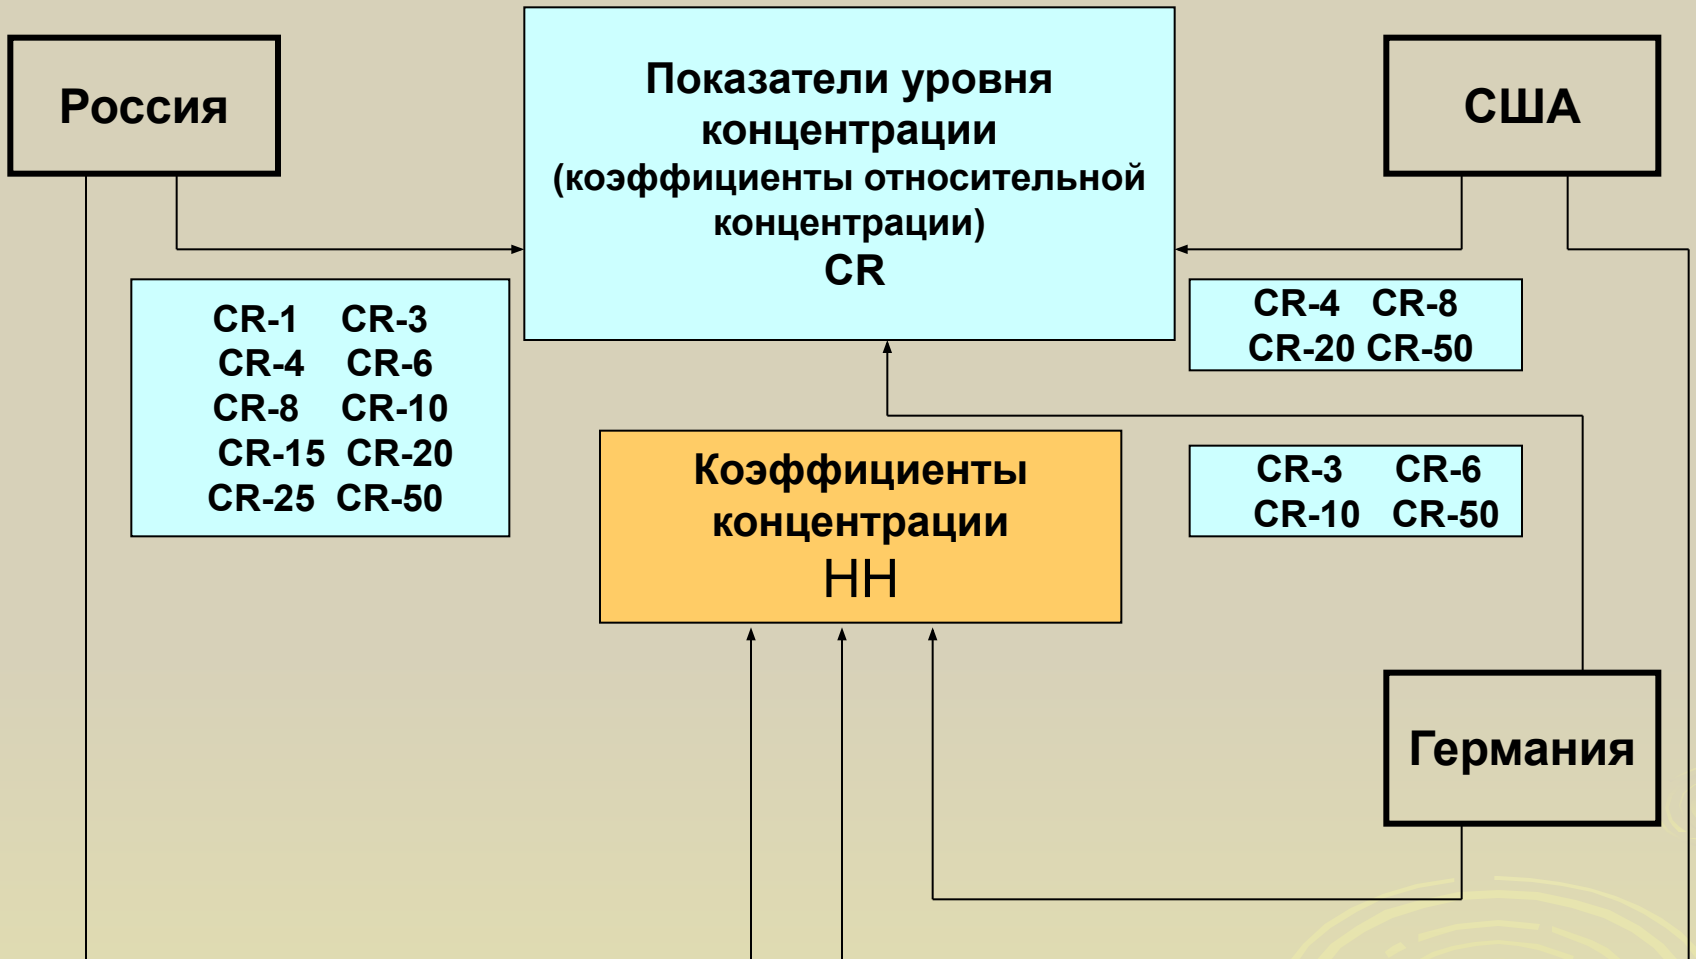 Россия
Показатели уровня
концентрации
(коэффициенты относительной
концентрации)
CR
США
CR-1 CR-3
CR-4 CR-6
CR-8 CR-10
CR-15 CR-20
CR-25 CR-50
CR-4 CR-8
CR-20 CR-50
Коэффициенты
концентрации
НН
CR-3 CR-6
CR-10 CR-50
Германия